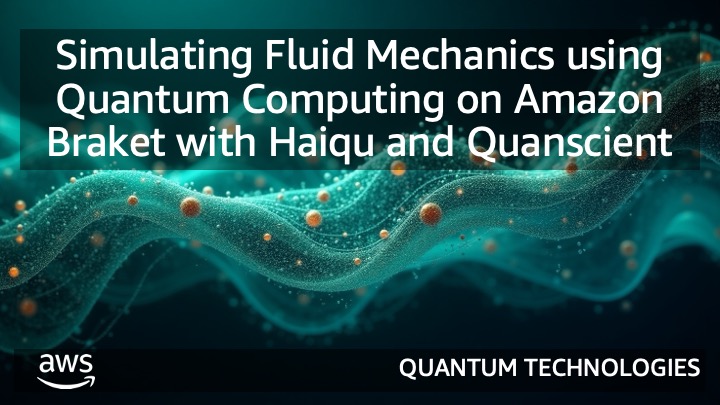 Simulating Fluid Mechanics using
Quantum Computing on Amazon
Braket with Haiqu and Quanscient
aws
QUANTUM TECHNOLOGIES